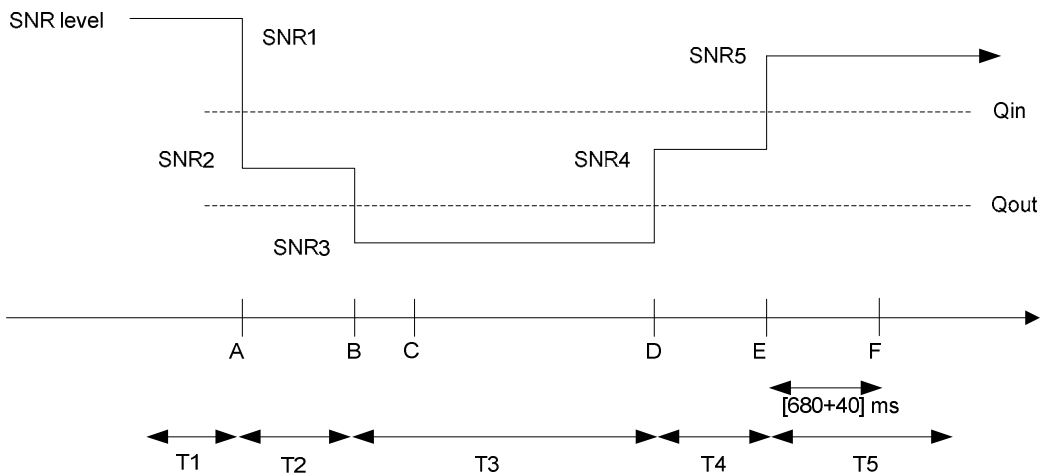 SNR level
SNR1
SNR5
Qin
SNR2
SNR4
Qout
SNR3
A B C D E F
[680+40] ms
T1 T2 T3 T4 T5